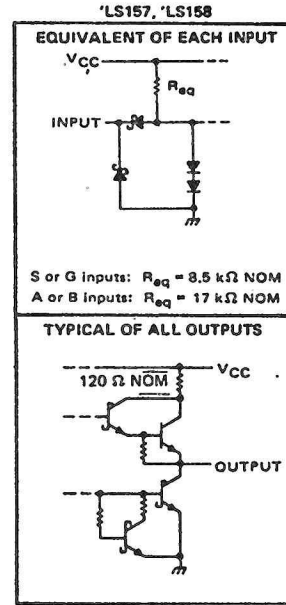 'LS157, 'LS158
EQUIVALENT OF EACH INPUT
VCC
Req
INPUT
S or G inputs: Req = 8.5 kΩ NOM
A or B inputs: Req = 17 kΩ NOM
TYPICAL OF ALL OUTPUTS
VCC
120 Ω NOM
OUTPUT